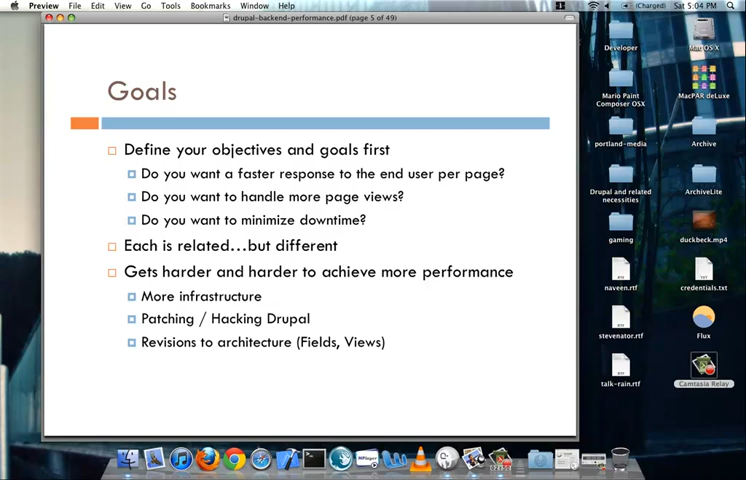 Preview File Edit View Go Tools Bookmarks Window Help
(Charged) Sat 5:04 PM
drupal-backend-performance.pdf (page 5 of 49)
Goals
Define your objectives and goals first
Do you want a faster response to the end user per page?
Do you want to handle more page views?
Do you want to minimize downtime?
Each is related...but different
Gets harder and harder to achieve more performance
More infrastructure
Patching / Hacking Drupal
Revisions to architecture (Fields, Views)
Developer
Mac OS X
Mario Paint
Composer OSX
MacPAR deLuxe
portland-media
Archive
Drupal and related
necessities
ArchiveLite
gaming
duckbeck.mp4
naveen.rtf
credentials.txt
stevenator.rtf
Flux
talk-rain.rtf
Camtasia Relay